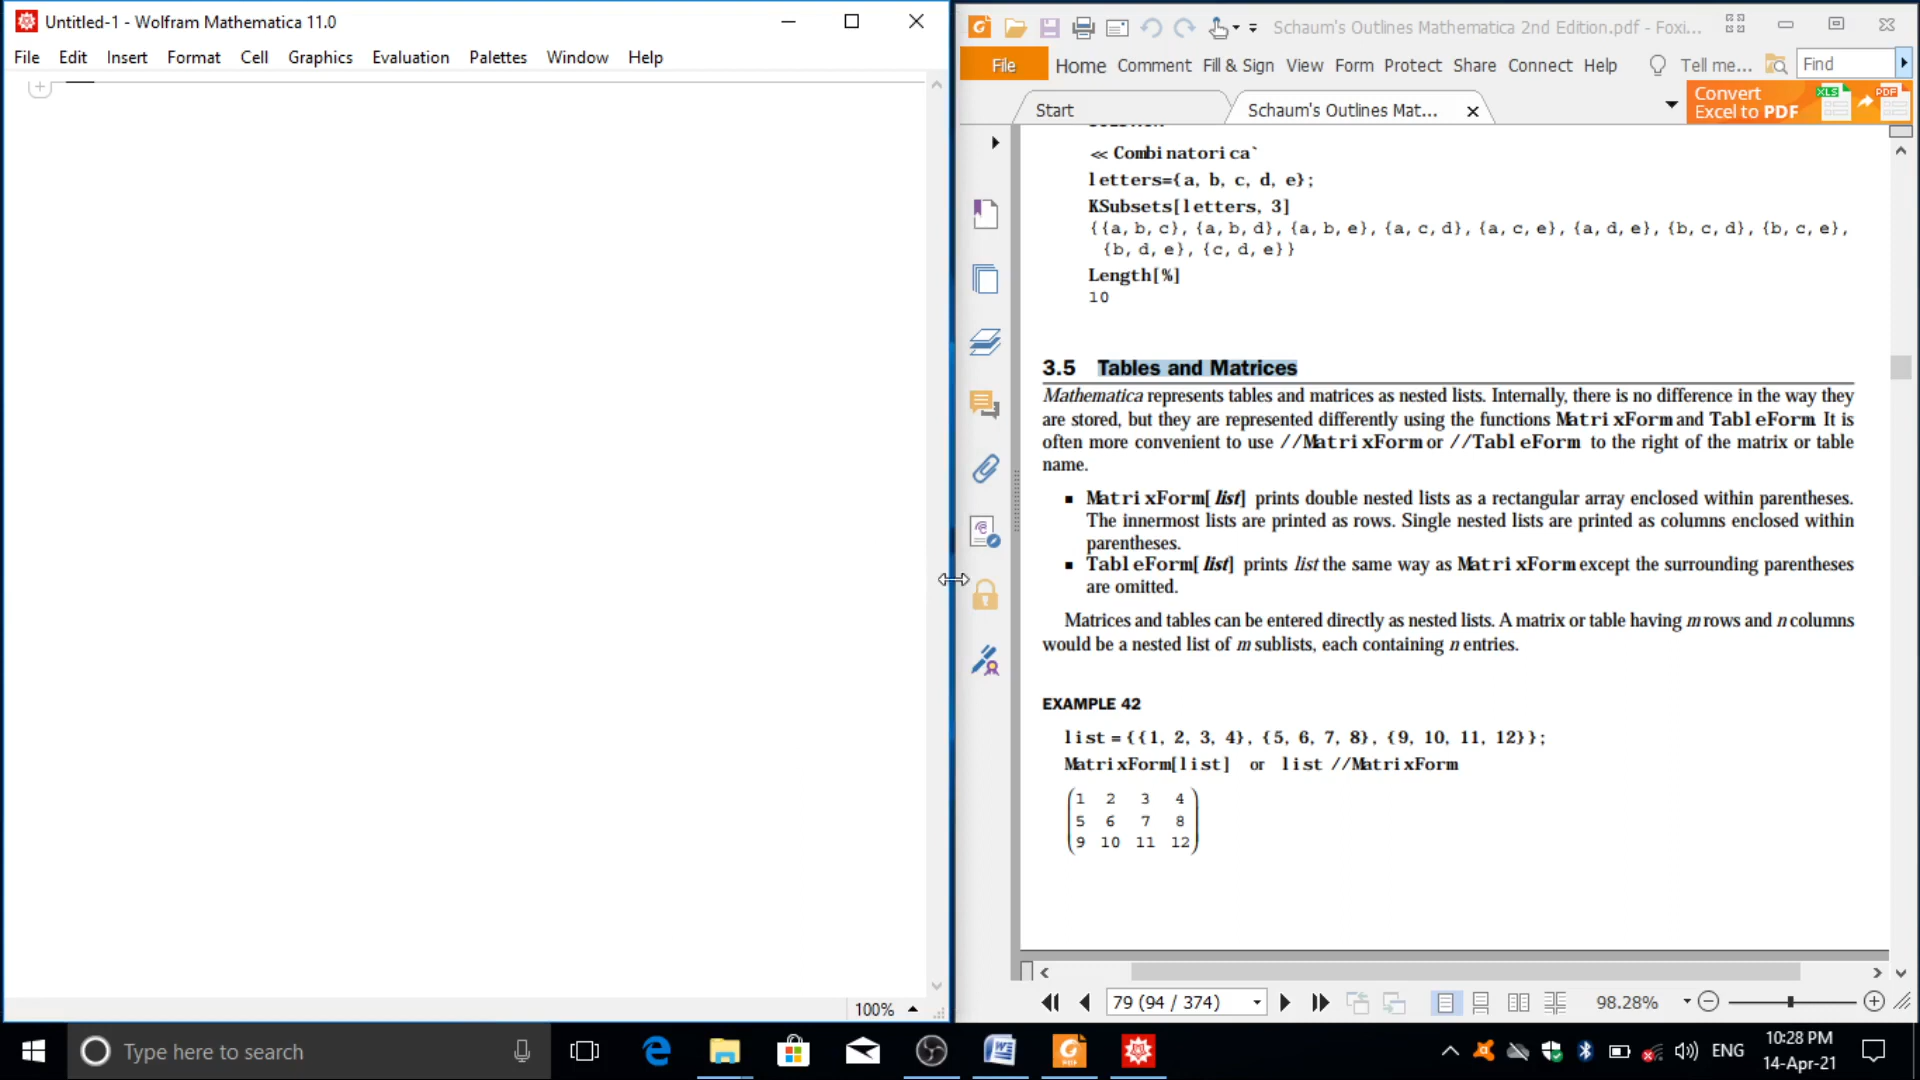 Untitled-1 - Wolfram Mathematica 11.0
File Edit Insert Format Cell Graphics Evaluation Palettes Window Help
100%
Schaum's Outlines Mathematica 2nd Edition.pdf - Foxi...
File Home Comment Fill & Sign View Form Protect Share Connect Help Tell me... Find
Start
Schaum's Outlines Mat...
Convert
Excel to PDF
XLS
PDF
≪ Combinatorica`
letters={a, b, c, d, e};
KSubsets[letters, 3]
{{a, b, c}, {a, b, d}, {a, b, e}, {a, c, d}, {a, c, e}, {a, d, e}, {b, c, d}, {b, c, e},
{b, d, e}, {c, d, e}}
Length[%]
10
3.5 Tables and Matrices
Mathematica represents tables and matrices as nested lists. Internally, there is no difference in the way they
are stored, but they are represented differently using the functions MatrixForm and TableForm. It is
often more convenient to use //MatrixForm or //TableForm to the right of the matrix or table
name.
▪ MatrixForm[list] prints double nested lists as a rectangular array enclosed within parentheses.
The innermost lists are printed as rows. Single nested lists are printed as columns enclosed within
parentheses.
▪ TableForm[list] prints list the same way as MatrixForm except the surrounding parentheses
are omitted.
Matrices and tables can be entered directly as nested lists. A matrix or table having m rows and n columns
would be a nested list of m sublists, each containing n entries.
EXAMPLE 42
list = {{1, 2, 3, 4}, {5, 6, 7, 8}, {9, 10, 11, 12}};
MatrixForm[list] or list //MatrixForm
1 2 3 4
5 6 7 8
9 10 11 12
79 (94 / 374)
98.28%
Type here to search
ENG
10:28 PM
14-Apr-21